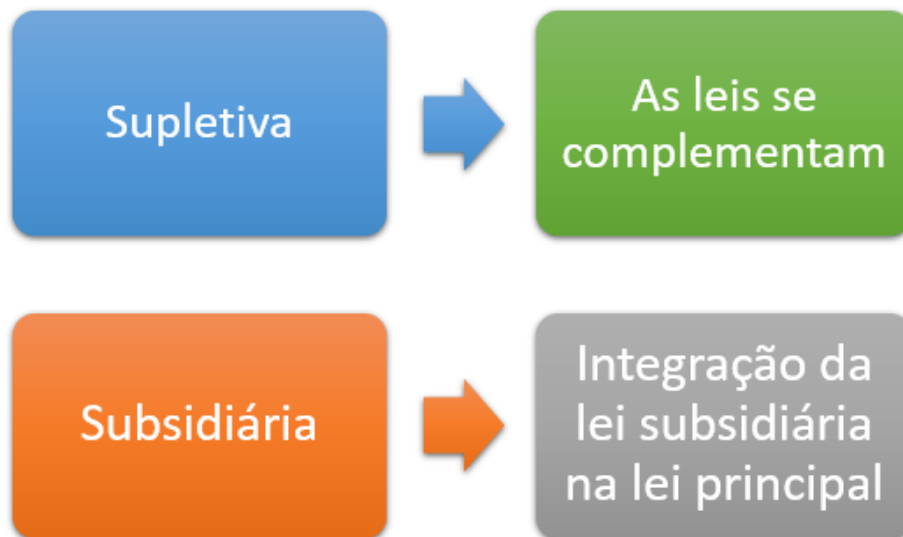 Supletiva
As leis se
complementam
Subsidiária
Integração da
lei subsidiária
na lei principal